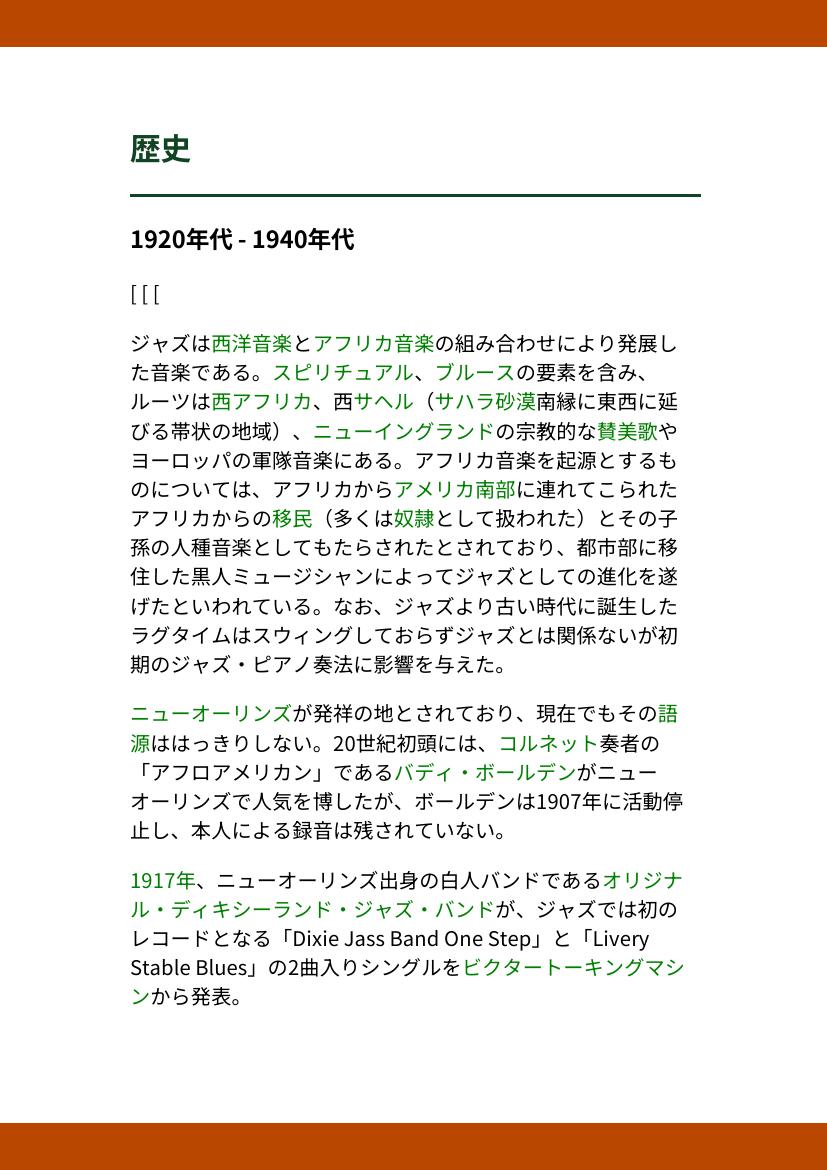 歴史
1920年代 - 1940年代
[ [ [
ジャズは西洋音楽とアフリカ音楽の組み合わせにより発展し
た音楽である。スピリチュアル、ブルースの要素を含み、
ルーツは西アフリカ、西サヘル（サハラ砂漠南縁に東西に延
びる帯状の地域）、ニューイングランドの宗教的な賛美歌や
ヨーロッパの軍隊音楽にある。アフリカ音楽を起源とするも
のについては、アフリカからアメリカ南部に連れてこられた
アフリカからの移民（多くは奴隷として扱われた）とその子
孫の人種音楽としてもたらされたとされており、都市部に移
住した黒人ミュージシャンによってジャズとしての進化を遂
げたといわれている。なお、ジャズより古い時代に誕生した
ラグタイムはスウィングしておらずジャズとは関係ないが初
期のジャズ・ピアノ奏法に影響を与えた。
ニューオーリンズが発祥の地とされており、現在でもその語
源ははっきりしない。20世紀初頭には、コルネット奏者の
「アフロアメリカン」であるバディ・ボールデンがニュー
オーリンズで人気を博したが、ボールデンは1907年に活動停
止し、本人による録音は残されていない。
1917年、ニューオーリンズ出身の白人バンドであるオリジナ
ル・ディキシーランド・ジャズ・バンドが、ジャズでは初の
レコードとなる「Dixie Jass Band One Step」と「Livery
Stable Blues」の2曲入りシングルをビクタートーキングマシ
ンから発表。